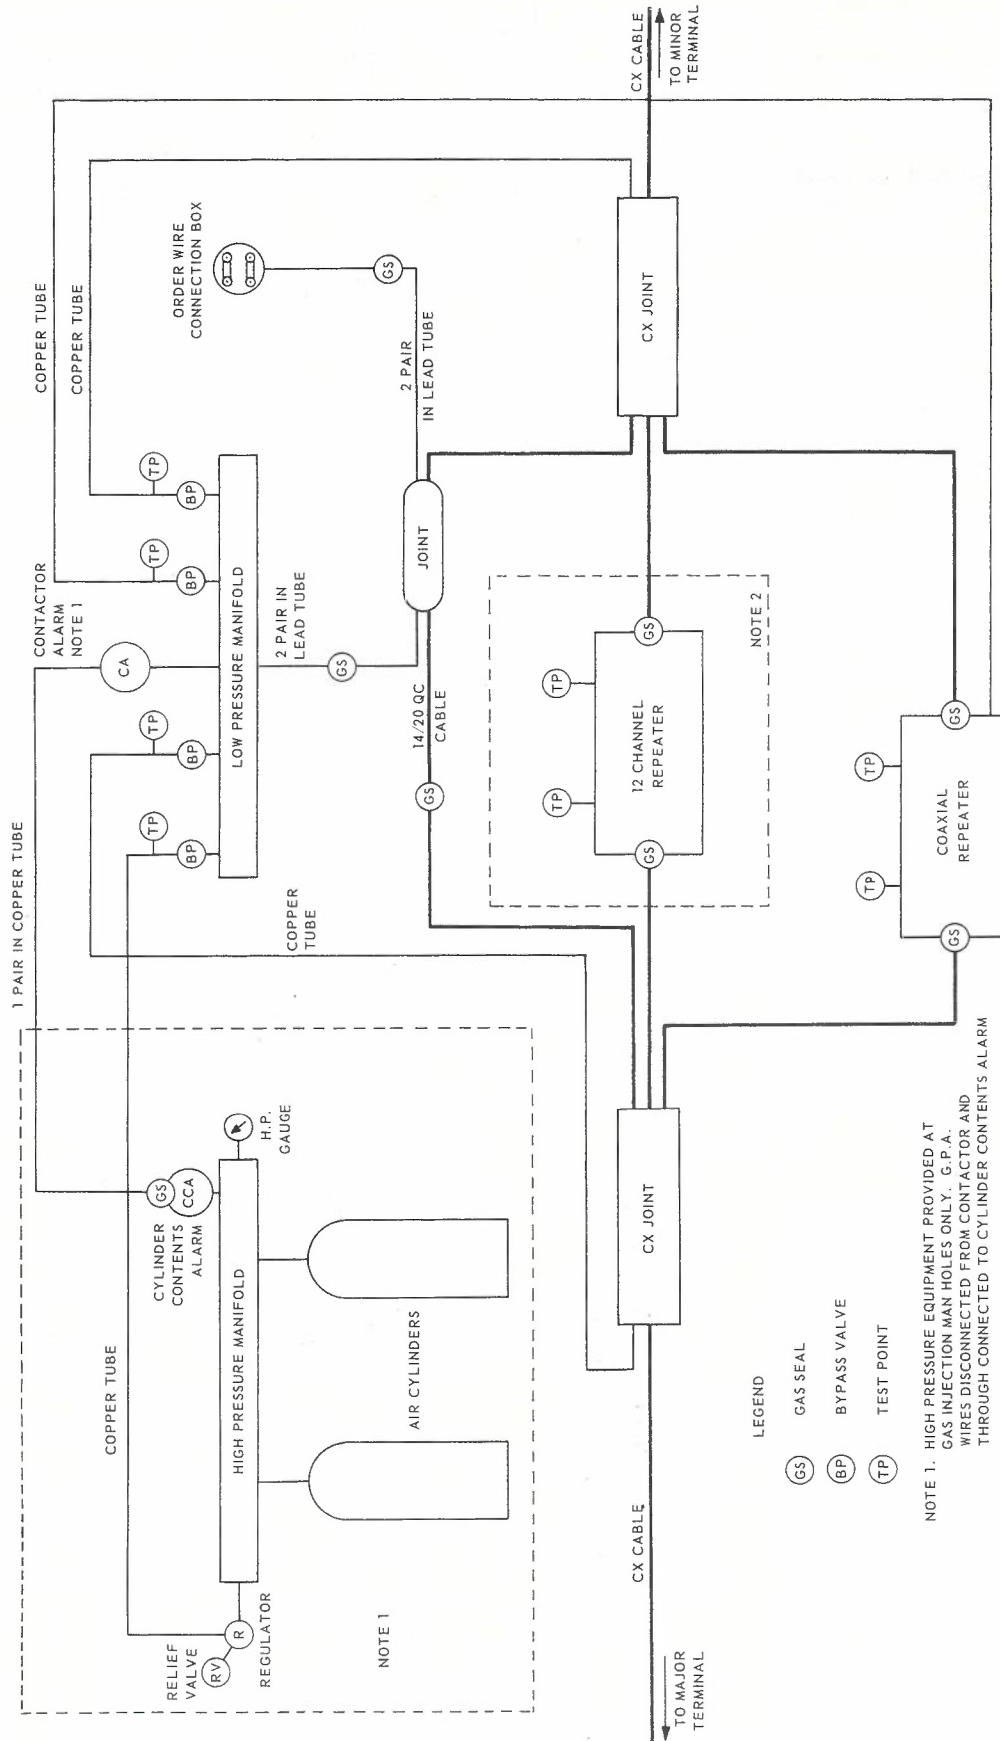 1 PAIR IN COPPER TUBE
COPPER TUBE
COPPER TUBE
COPPER TUBE
CONTACTOR
ALARM
NOTE 1
CA
TP
TP
TP
TP
BP
BP
BP
BP
LOW PRESSURE MANIFOLD
ORDER WIRE
CONNECTION BOX
GS
2 PAIR
IN LEAD TUBE
2 PAIR IN
LEAD TUBE
GS
JOINT
14/20 QC
CABLE
GS
COPPER
TUBE
RELIEF
VALVE
RV
R
REGULATOR
HIGH PRESSURE MANIFOLD
CYLINDER
CONTENTS
ALARM
GS
CCA
H.P.
GAUGE
AIR CYLINDERS
NOTE 1
TO MAJOR
TERMINAL
CX CABLE
CX JOINT
TP
TP
GS
12 CHANNEL
REPEATER
GS
NOTE 2
CX JOINT
CX CABLE
TO MINOR
TERMINAL
TP
TP
GS
COAXIAL
REPEATER
GS
LEGEND
GS GAS SEAL
BP BYPASS VALVE
TP TEST POINT
NOTE 1. HIGH PRESSURE EQUIPMENT PROVIDED AT
GAS INJECTION MAN HOLES ONLY. G.P.A.
WIRES DISCONNECTED FROM CONTACTOR AND
THROUGH CONNECTED TO CYLINDER CONTENTS ALARM